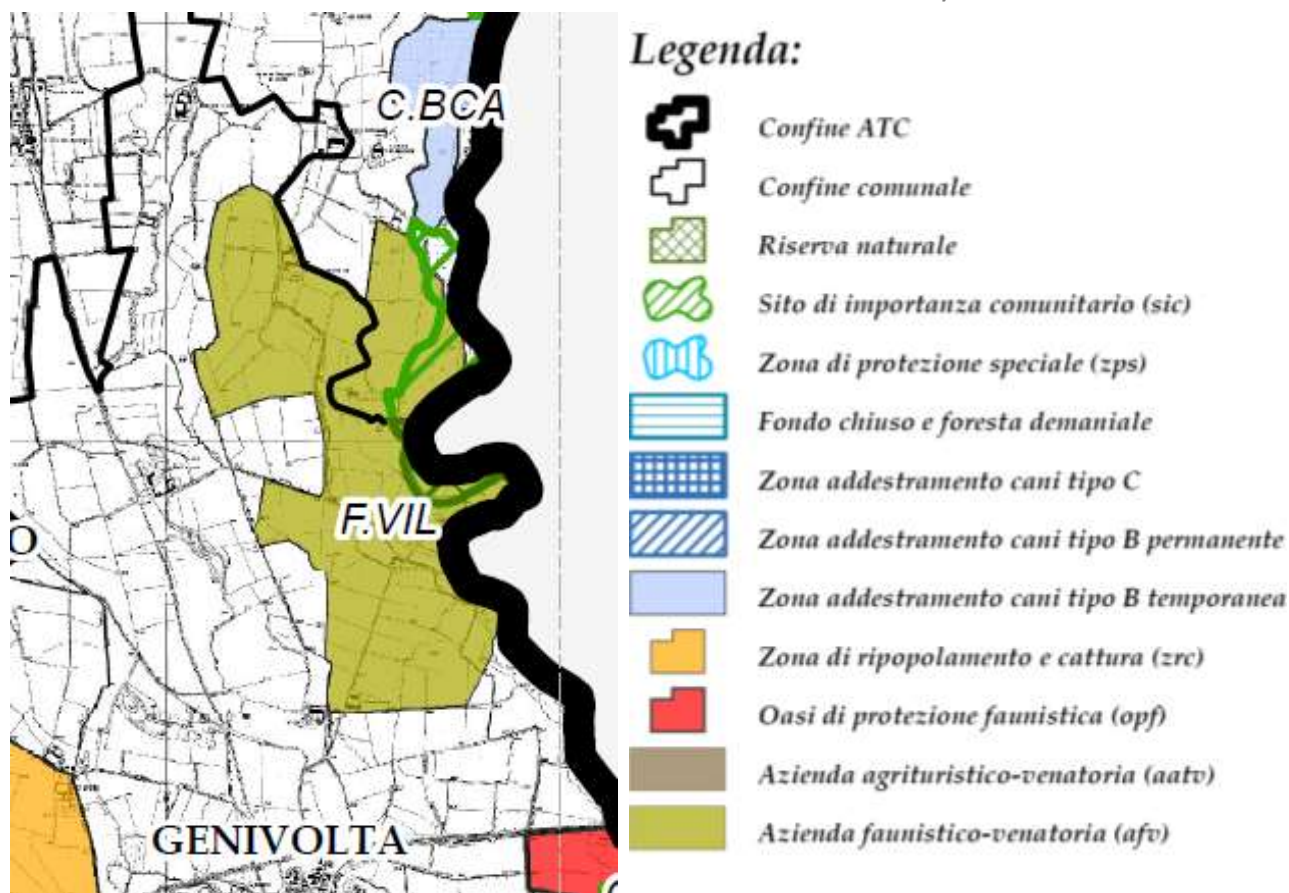 C.BCA
F.VIL
O
GENIVOLTA
Legenda:
Confine ATC
Confine comunale
Riserva naturale
Sito di importanza comunitario (sic)
Zona di protezione speciale (zps)
Fondo chiuso e foresta demaniale
Zona addestramento cani tipo C
Zona addestramento cani tipo B permanente
Zona addestramento cani tipo B temporanea
Zona di ripopolamento e cattura (zrc)
Oasi di protezione faunistica (opf)
Azienda agrituristico-venatoria (aatv)
Azienda faunistico-venatoria (afv)